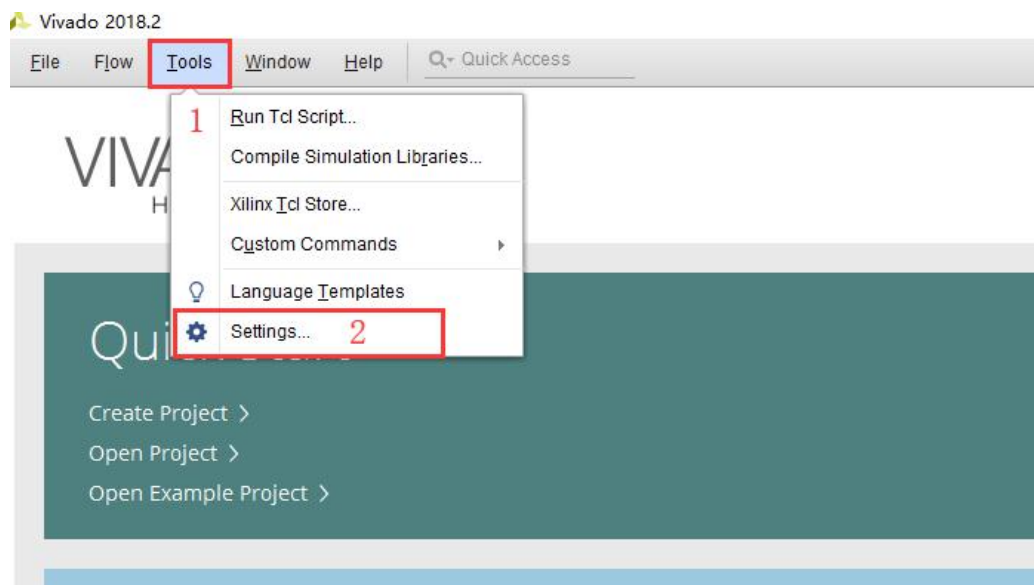 Vivado 2018.2
File Flow Tools Window Help Quick Access
1 Run Tcl Script...
Compile Simulation Libraries...
Xilinx Tcl Store...
Custom Commands
Language Templates
Settings... 2
Create Project
Open Project
Open Example Project